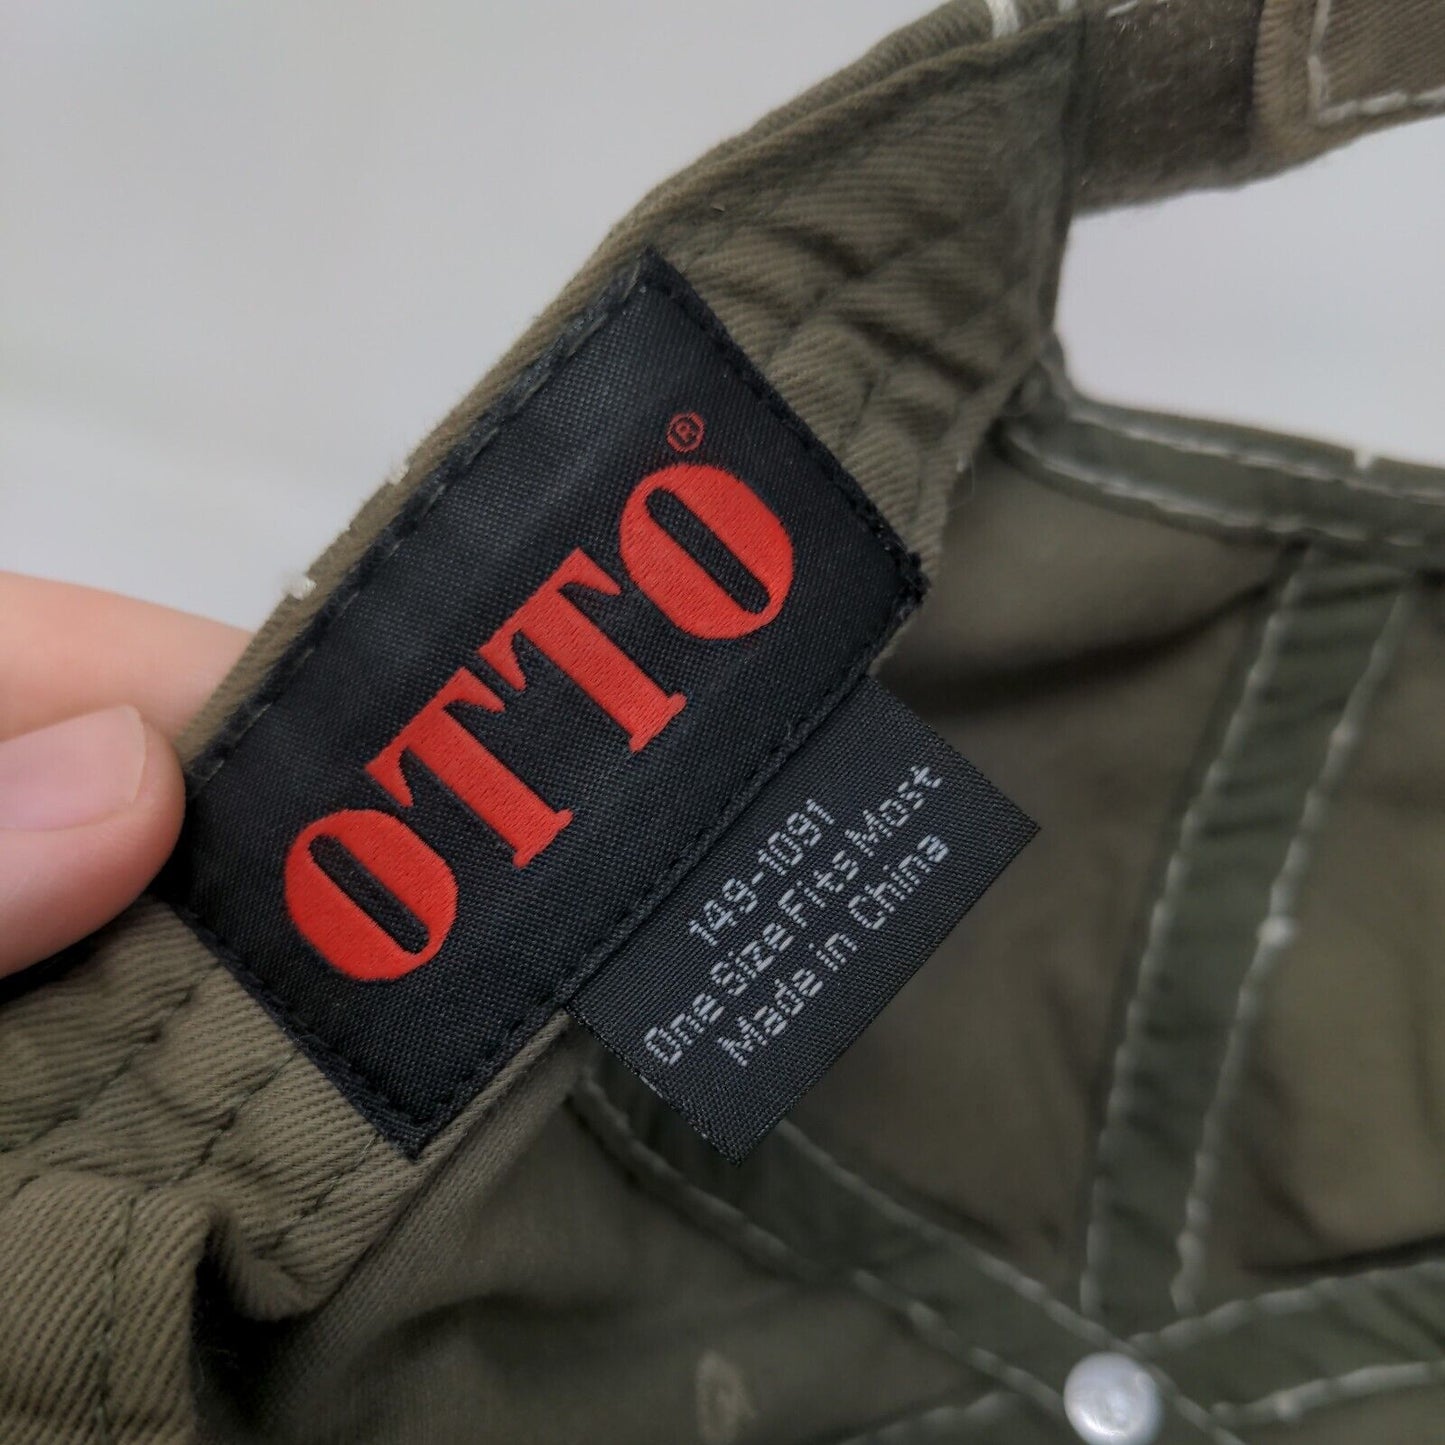 OTTO®
149-1091
One Size Fits Most
Made in China